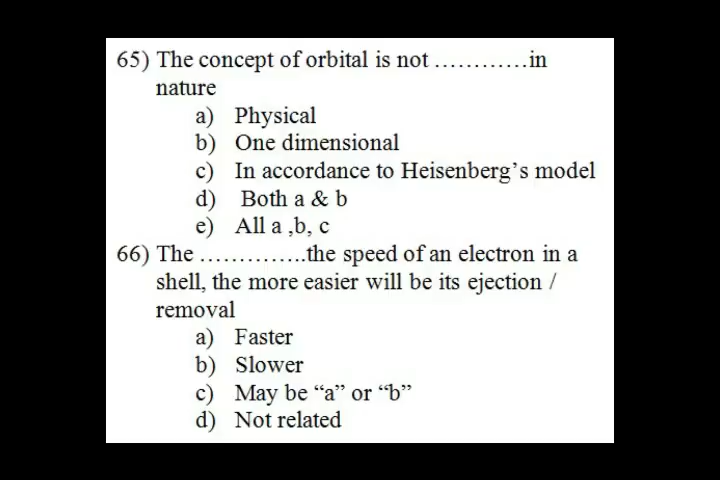 65) The concept of orbital is not …………in
nature
a) Physical
b) One dimensional
c) In accordance to Heisenberg’s model
d) Both a & b
e) All a ,b, c
66) The …………..the speed of an electron in a
shell, the more easier will be its ejection /
removal
a) Faster
b) Slower
c) May be “a” or “b”
d) Not related